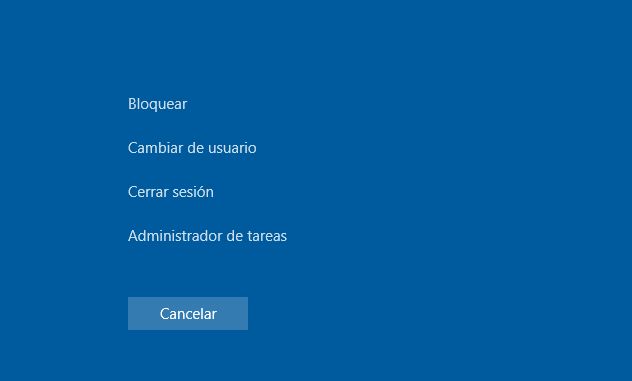 Bloquear
Cambiar de usuario
Cerrar sesión
Administrador de tareas
Cancelar